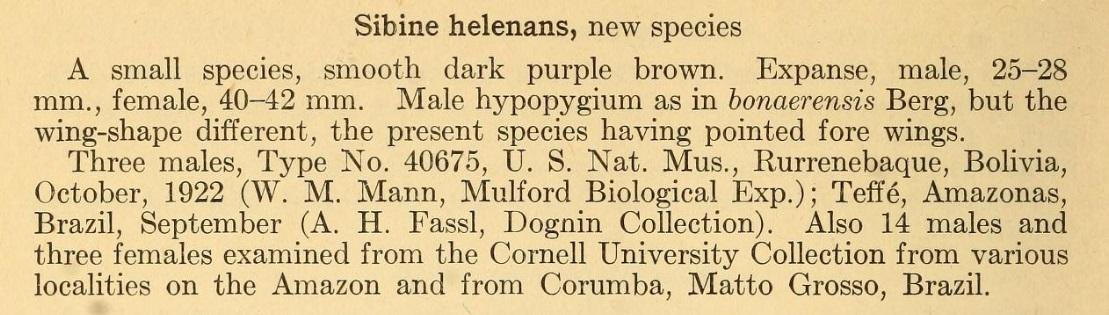 Sibine helenans, new species
A small species, smooth dark purple brown. Expanse, male, 25–28
mm., female, 40–42 mm. Male hypopygium as in bonaerensis Berg, but the
wing-shape different, the present species having pointed fore wings.
Three males, Type No. 40675, U. S. Nat. Mus., Rurrenebaque, Bolivia,
October, 1922 (W. M. Mann, Mulford Biological Exp.); Teffé, Amazonas,
Brazil, September (A. H. Fassl, Dognin Collection). Also 14 males and
three females examined from the Cornell University Collection from various
localities on the Amazon and from Corumba, Matto Grosso, Brazil.